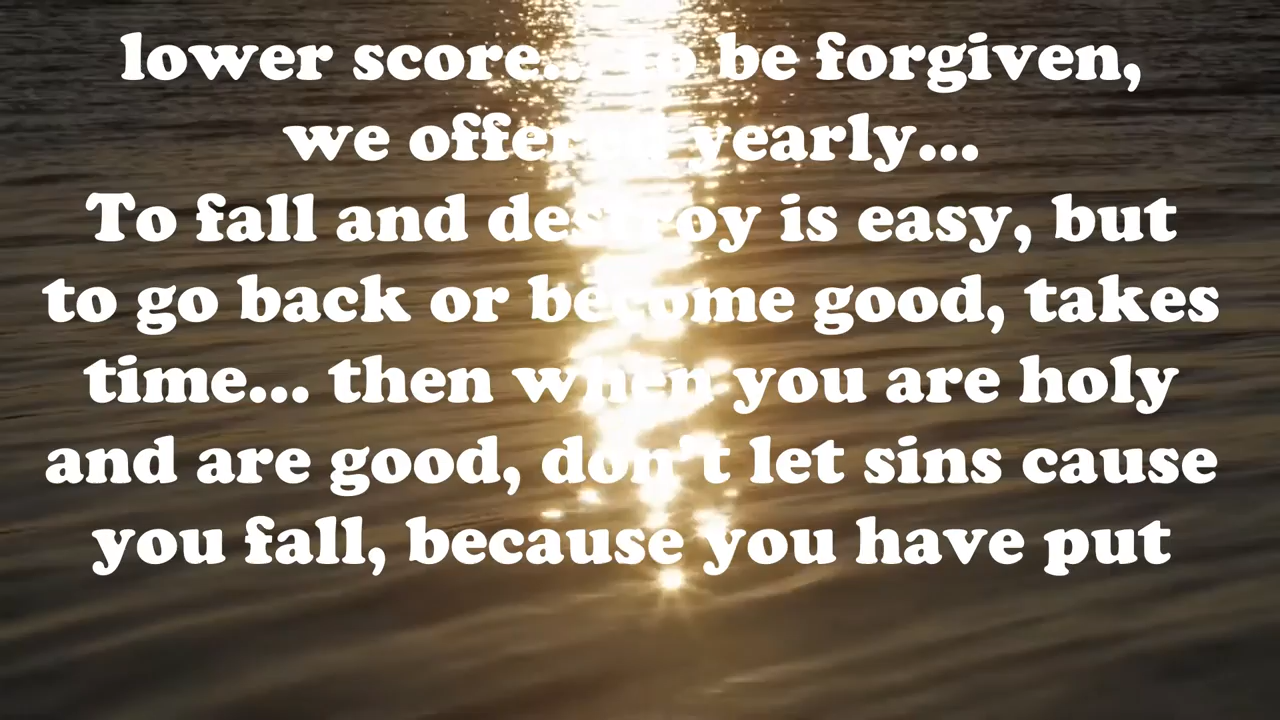 lower score... to be forgiven,
we offer yearly...
To fall and destroy is easy, but
to go back or become good, takes
time... then when you are holy
and are good, don't let sins cause
you fall, because you have put